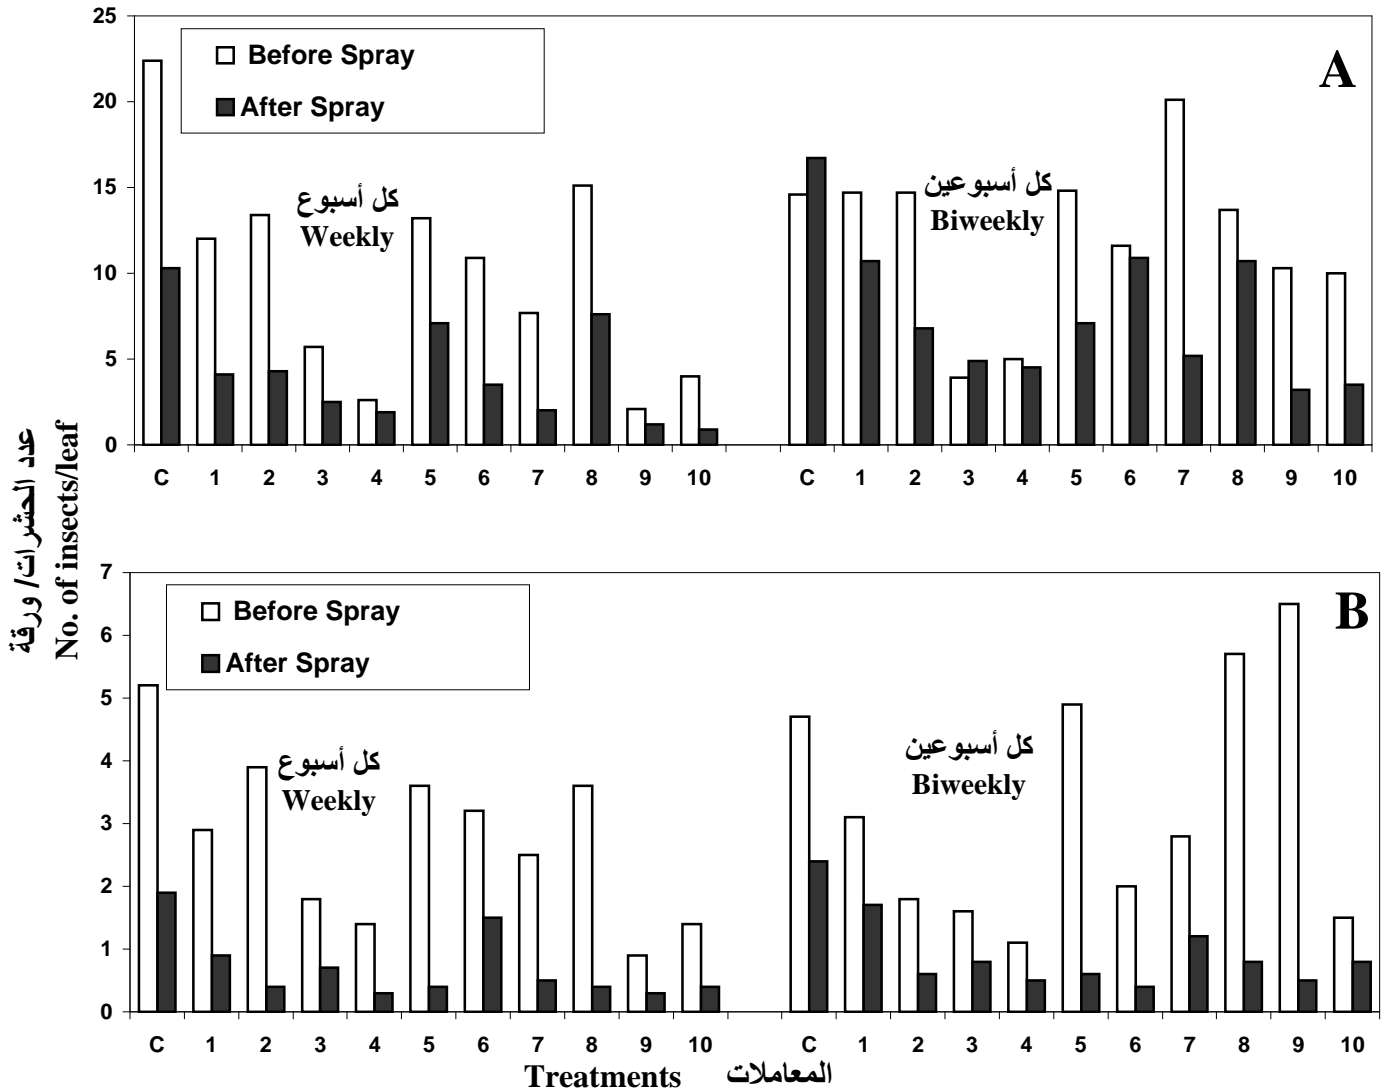 25
20
15
10
5
0
Before Spray
After Spray
A
كل أسبوع
Weekly
كل أسبوعين
Biweekly
C 1 2 3 4 5 6 7 8 9 10 C 1 2 3 4 5 6 7 8 9 10
عدد الحشرات/ ورقة
No. of insects/leaf
7
6
5
4
3
2
1
0
Before Spray
After Spray
B
كل أسبوع
Weekly
كل أسبوعين
Biweekly
C 1 2 3 4 5 6 7 8 9 10 C 1 2 3 4 5 6 7 8 9 10
Treatments المعاملات